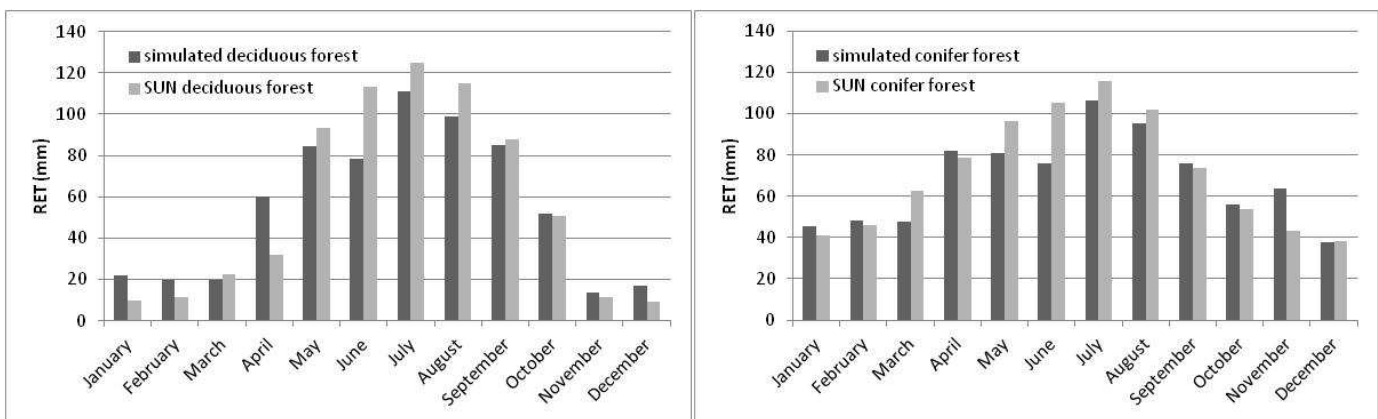 140
120
100
80
60
40
20
0
RET (mm)
simulated deciduous forest
SUN deciduous forest
January
February
March
April
May
June
July
August
September
October
November
December
140
120
100
80
60
40
20
0
RET (mm)
simulated conifer forest
SUN conifer forest
January
February
March
April
May
June
July
August
September
October
November
December